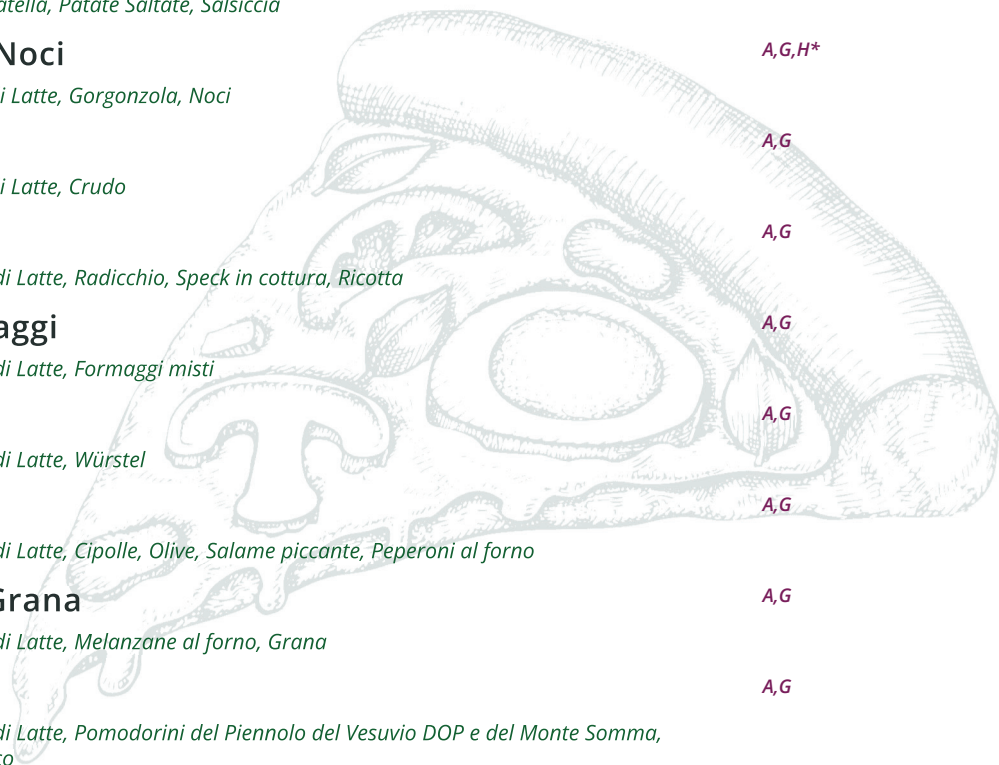 atella, Patate Saltate, Salsiccia
Noci A,G,H*
i Latte, Gorgonzola, Noci
A,G
i Latte, Crudo
A,G
di Latte, Radicchio, Speck in cottura, Ricotta
aggi A,G
di Latte, Formaggi misti
A,G
di Latte, Würstel
A,G
di Latte, Cipolle, Olive, Salame piccante, Peperoni al forno
Grana A,G
di Latte, Melanzane al forno, Grana
A,G
di Latte, Pomodorini del Piennolo del Vesuvio DOP e del Monte Somma,